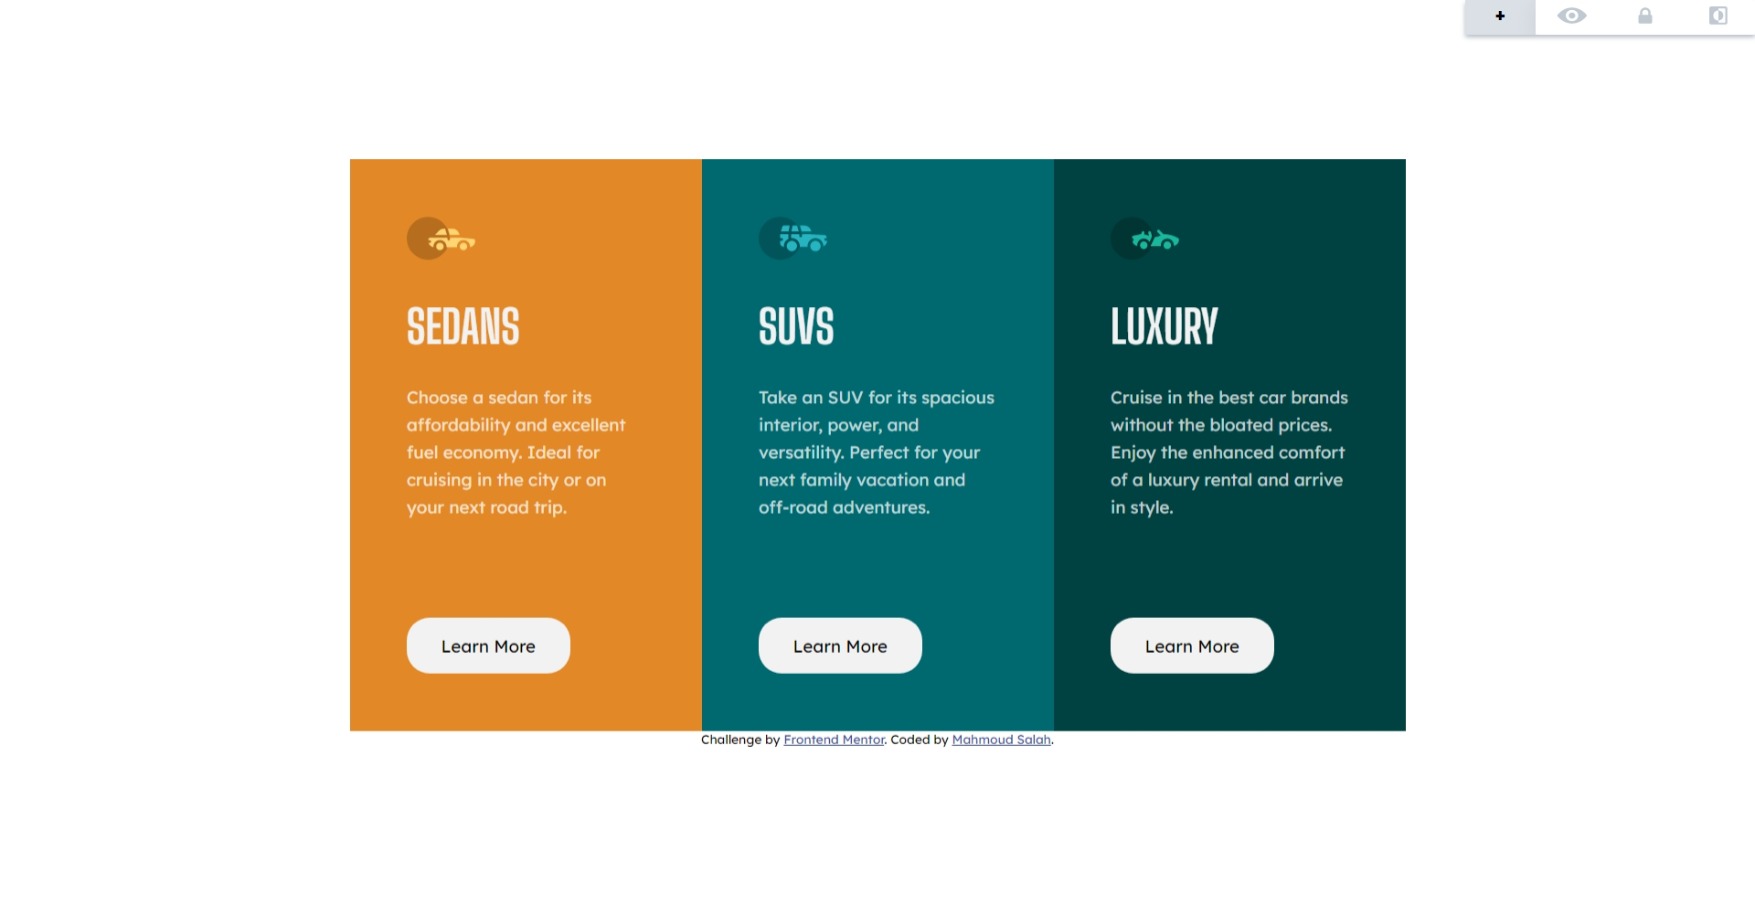 +
SEDANS
Choose a sedan for its
affordability and excellent
fuel economy. Ideal for
cruising in the city or on
your next road trip.
Learn More
SUVS
Take an SUV for its spacious
interior, power, and
versatility. Perfect for your
next family vacation and
off-road adventures.
Learn More
LUXURY
Cruise in the best car brands
without the bloated prices.
Enjoy the enhanced comfort
of a luxury rental and arrive
in style.
Learn More
Challenge by Frontend Mentor. Coded by Mahmoud Salah.